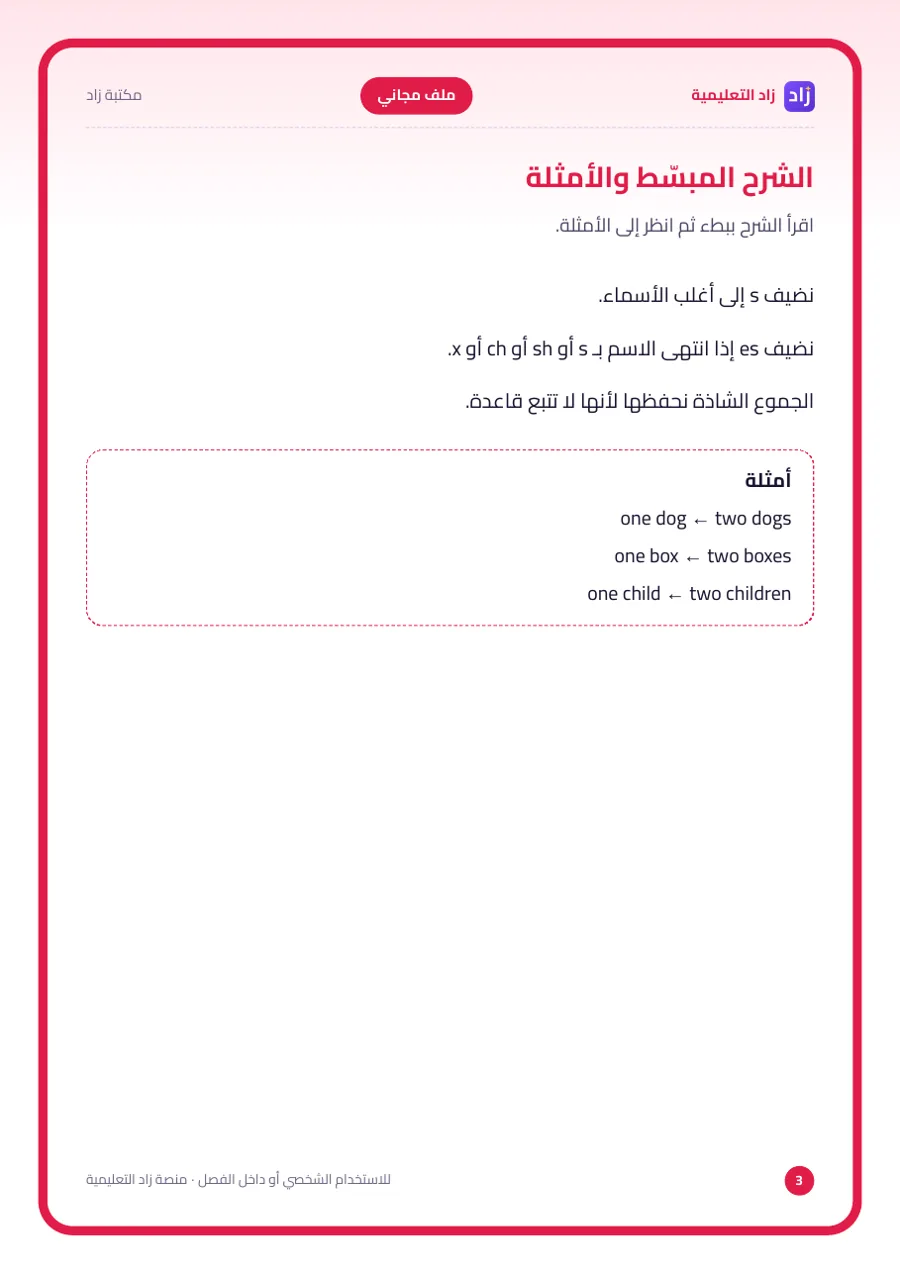 زاد زاد التعليمية
ملف مجاني
مكتبة زاد
الشرح المبسّط والأمثلة
اقرأ الشرح ببطء ثم انظر إلى الأمثلة.
نضيف s إلى أغلب الأسماء.
نضيف es إذا انتهى الاسم بـ s أو sh أو ch أو x.
الجموع الشاذة نحفظها لأنها لا تتبع قاعدة.
أمثلة
one dog ← two dogs
one box ← two boxes
one child ← two children
3
للاستخدام الشخصي أو داخل الفصل · منصة زاد التعليمية